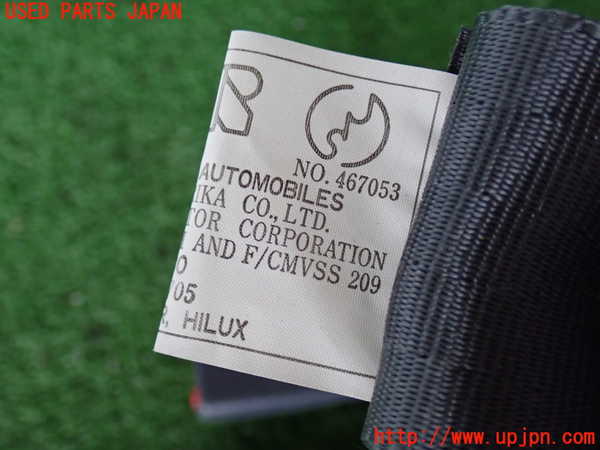 USED PARTS JAPAN
R
NO. 467053
AUTOMOBILES
IKA CO., LTD.
TOR CORPORATION
AND F/CMVSS 209
0
05
HILUX
http://www.upjpn.com/